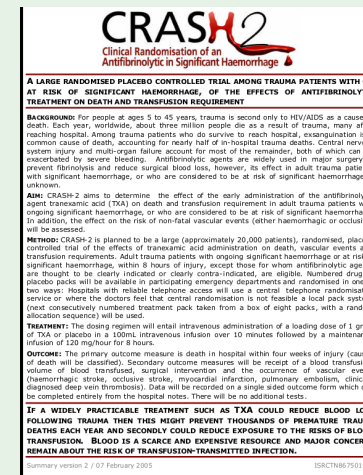 CRASH2
Clinical Randomisation of an
Antifibrinolytic in Significant Haemorrhage
A LARGE RANDOMISED PLACEBO CONTROLLED TRIAL AMONG TRAUMA PATIENTS WITH
AT RISK OF SIGNIFICANT HAEMORRHAGE, OF THE EFFECTS OF ANTIFIBRINOLY
TREATMENT ON DEATH AND TRANSFUSION REQUIREMENT
BACKGROUND: For people at ages 5 to 45 years, trauma is second only to HIV/AIDS as a cause
death. Each year, worldwide, about three million people die as a result of trauma, many af
reaching hospital. Among trauma patients who do survive to reach hospital, exsanguination is
common cause of death, accounting for nearly half of in-hospital trauma deaths. Central nerv
system injury and multi-organ failure account for most of the remainder, both of which can
exacerbated by severe bleeding. Antifibrinolytic agents are widely used in major surgery
prevent fibrinolysis and reduce surgical blood loss, however, its effect in adult trauma patie
with significant haemorrhage, or who are considered to be at risk of significant haemorrhage
unknown.
AIM: CRASH-2 aims to determine the effect of the early administration of the antifibrinoly
agent tranexamic acid (TXA) on death and transfusion requirement in adult trauma patients w
ongoing significant haemorrhage, or who are considered to be at risk of significant haemorrha
In addition, the effect on the risk of non-fatal vascular events (either haemorrhagic or occlusi
will be assessed.
METHOD: CRASH-2 is planned to be a large (approximately 20,000 patients), randomised, plac
controlled trial of the effects of tranexamic acid administration on death, vascular events a
transfusion requirements. Adult trauma patients with ongoing significant haemorrhage or at risk
significant haemorrhage, within 8 hours of injury, except those for whom antifibrinolytic age
are thought to be clearly indicated or clearly contra-indicated, are eligible. Numbered drug
placebo packs will be available in participating emergency departments and randomised in one
two ways: Hospitals with reliable telephone access will use a central telephone randomisat
service or where the doctors feel that central randomisation is not feasible a local pack syst
(next consecutively numbered treatment pack taken from a box of eight packs, with a rand
allocation sequence) will be used.
TREATMENT: The dosing regimen will entail intravenous administration of a loading dose of 1 gr
of TXA or placebo in a 100mL intravenous infusion over 10 minutes followed by a maintenan
infusion of 120 mg/hour for 8 hours.
OUTCOME: The primary outcome measure is death in hospital within four weeks of injury (cau
of death will be classified). Secondary outcome measures will be receipt of a blood transfusi
volume of blood transfused, surgical intervention and the occurrence of vascular eve
(haemorrhagic stroke, occlusive stroke, myocardial infarction, pulmonary embolism, clinic
diagnosed deep vein thrombosis). Data will be recorded on a single sided outcome form which c
be completed entirely from the hospital notes. There will be no additional tests.
IF A WIDELY PRACTICABLE TREATMENT SUCH AS TXA COULD REDUCE BLOOD LO
FOLLOWING TRAUMA THEN THIS MIGHT PREVENT THOUSANDS OF PREMATURE TRAU
DEATHS EACH YEAR AND SECONDLY COULD REDUCE EXPOSURE TO THE RISKS OF BLO
TRANSFUSION. BLOOD IS A SCARCE AND EXPENSIVE RESOURCE AND MAJOR CONCER
REMAIN ABOUT THE RISK OF TRANSFUSION-TRANSMITTED INFECTION.
Summary version 2 / 07 February 2005
ISRCTN867501